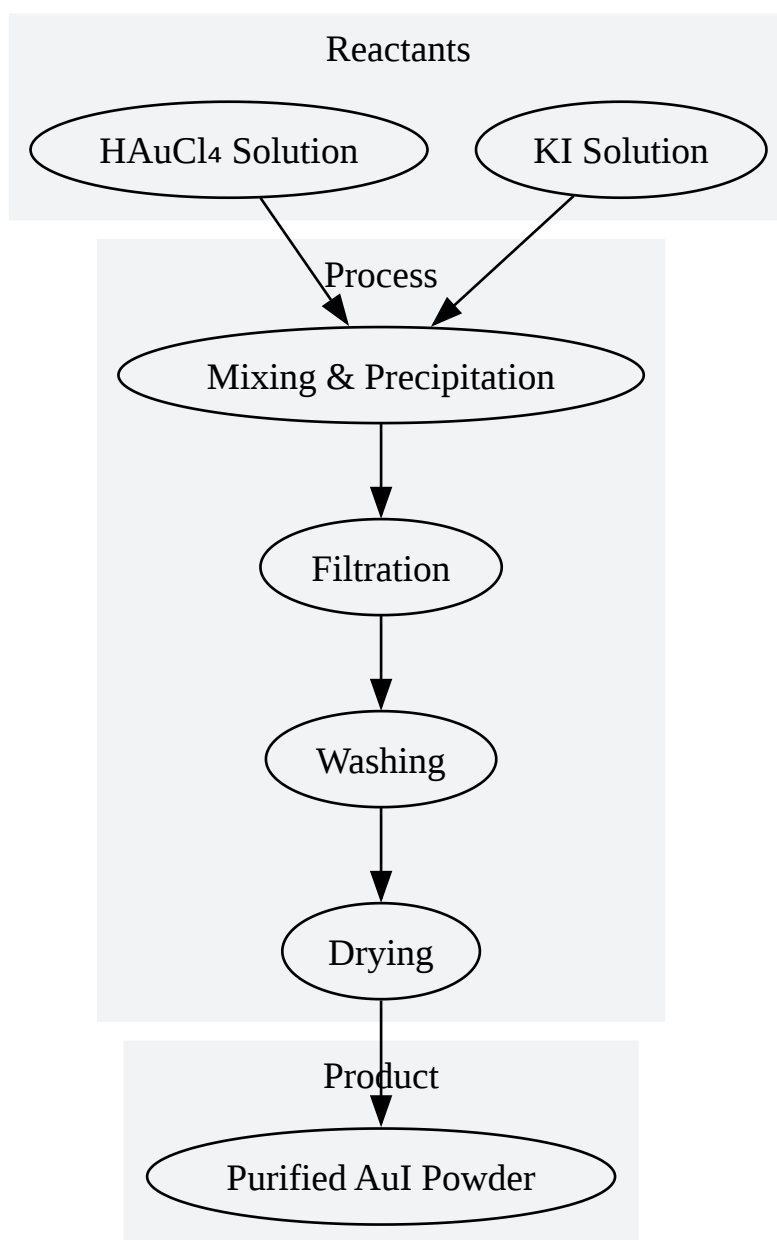 Reactants
HAuCl₄ Solution
KI Solution
Process
Mixing & Precipitation
Filtration
Washing
Drying
Product
Purified AuI Powder